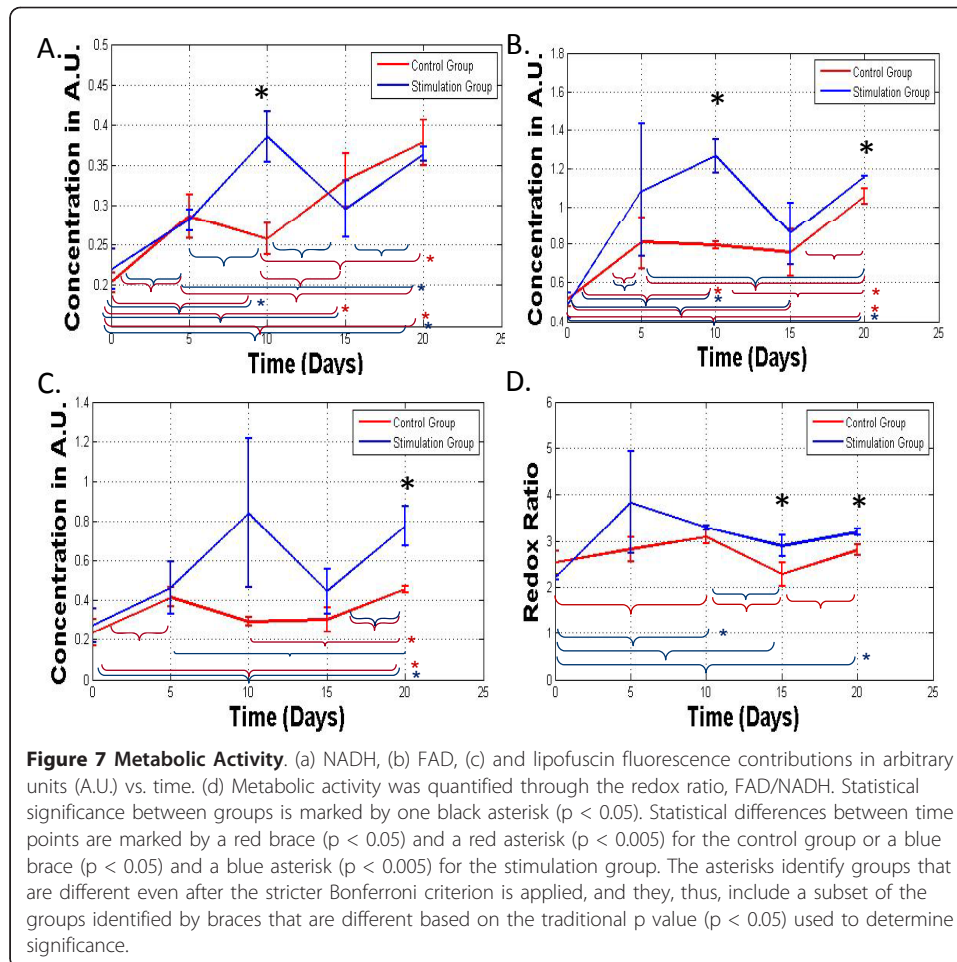 A.
0.5
0.45
0.4
0.35
0.3
0.25
0.2
Concentration in A.U.
Control Group
Stimulation Group
*
*
*
*
*
*
*
0 5 10 15 20 25
Time (Days)
B.
1.8
1.6
1.4
1.2
1
0.8
0.6
0.4
Concentration in A.U.
Control Group
Stimulation Group
*
*
*
*
*
*
*
*
0 5 10 15 20 25
Time (Days)
C.
1.4
1.2
1
0.8
0.6
0.4
0.2
0
Concentration in A.U.
Control Group
Stimulation Group
*
*
*
*
0 5 10 15 20 25
Time (Days)
D.
6
5
4
3
2
1
0
Redox Ratio
Control Group
Stimulation Group
* *
*
*
0 5 10 15 20 25
Time (Days)
Figure 7 Metabolic Activity. (a) NADH, (b) FAD, (c) and lipofuscin fluorescence contributions in arbitrary
units (A.U.) vs. time. (d) Metabolic activity was quantified through the redox ratio, FAD/NADH. Statistical
significance between groups is marked by one black asterisk (p < 0.05). Statistical differences between time
points are marked by a red brace (p < 0.05) and a red asterisk (p < 0.005) for the control group or a blue
brace (p < 0.05) and a blue asterisk (p < 0.005) for the stimulation group. The asterisks identify groups that
are different even after the stricter Bonferroni criterion is applied, and they, thus, include a subset of the
groups identified by braces that are different based on the traditional p value (p < 0.05) used to determine
significance.